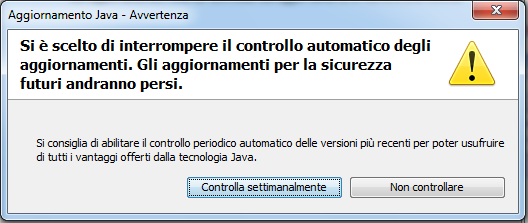 Aggiornamento Java - Avvertenza
Si è scelto di interrompere il controllo automatico degli
aggiornamenti. Gli aggiornamenti per la sicurezza
futuri andranno persi.
Si consiglia di abilitare il controllo periodico automatico delle versioni più recenti per poter usufruire
di tutti i vantaggi offerti dalla tecnologia Java.
Controlla settimanalmente
Non controllare